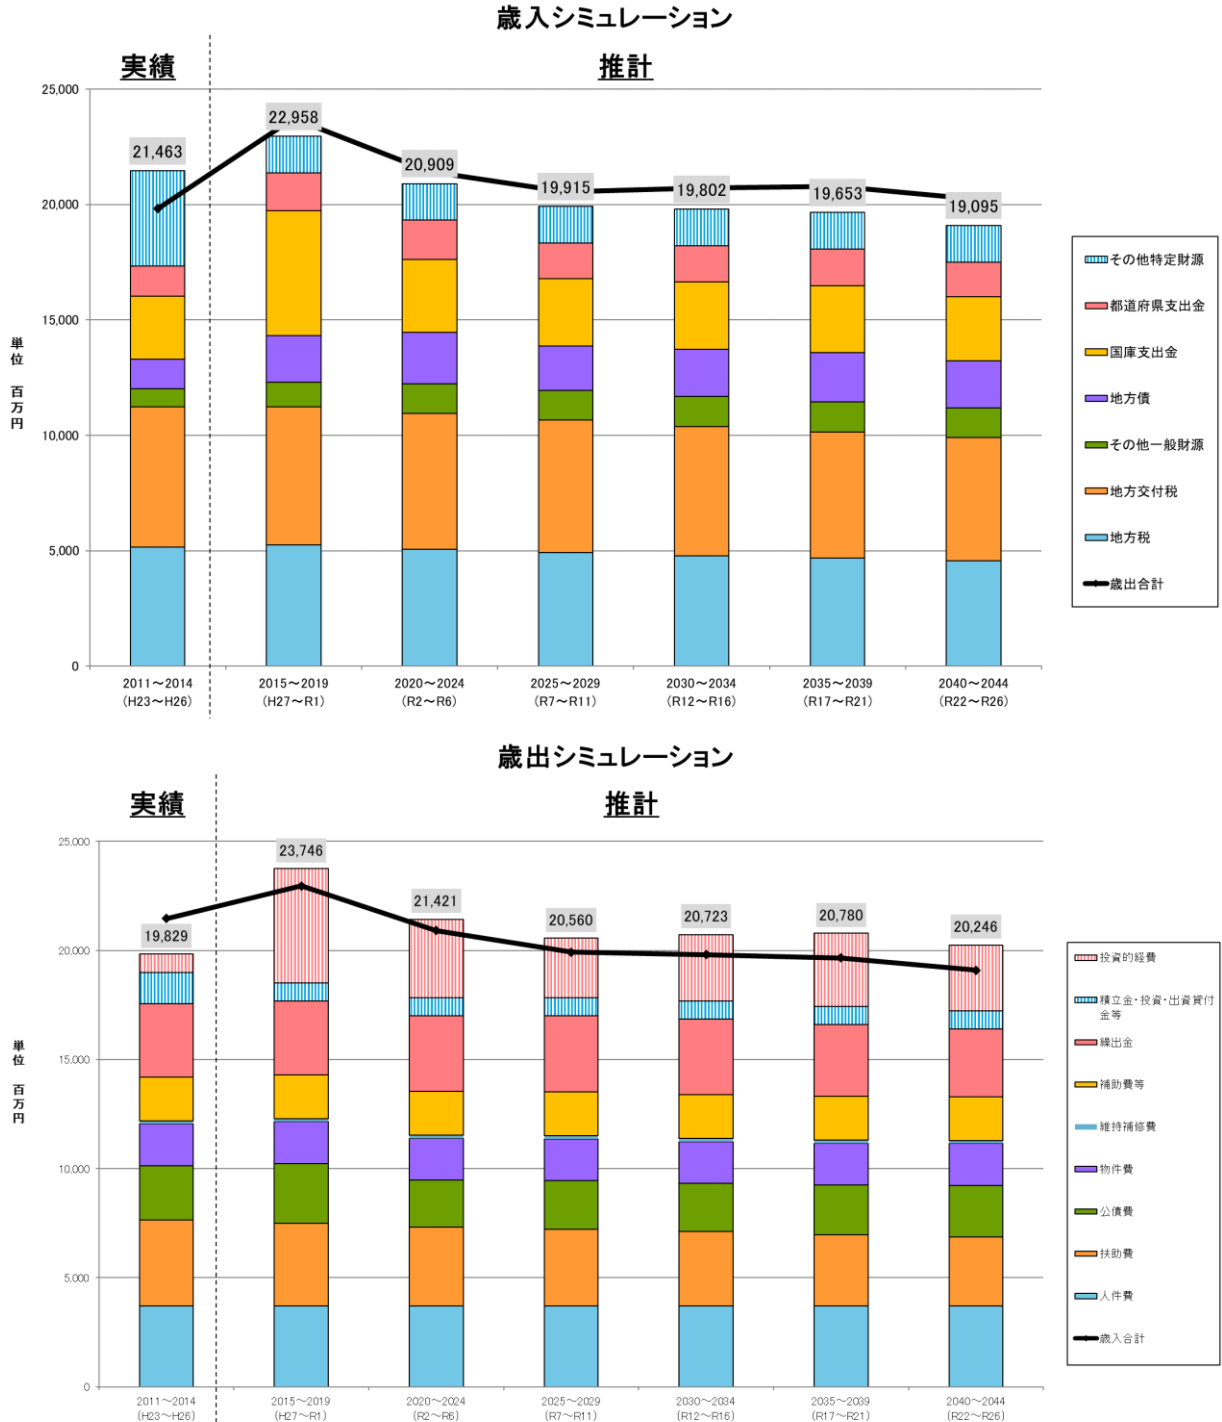 歳入シミュレーション
実績
推計
単位 百万円
25,000
20,000
15,000
10,000
5,000
0
21,463
22,958
20,909
19,915
19,802
19,653
19,095
2011～2014
(H23～H26)
2015～2019
(H27～R1)
2020～2024
(R2～R6)
2025～2029
(R7～R11)
2030～2034
(R12～R16)
2035～2039
(R17～R21)
2040～2044
(R22～R26)
その他特定財源
都道府県支出金
国庫支出金
地方債
その他一般財源
地方交付税
地方税
歳出合計
歳出シミュレーション
実績
推計
単位 百万円
25,000
20,000
15,000
10,000
5,000
0
19,829
23,746
21,421
20,560
20,723
20,780
20,246
2011～2014
(H23～H26)
2015～2019
(H27～R1)
2020～2024
(R2～R6)
2025～2029
(R7～R11)
2030～2034
(R12～R16)
2035～2039
(R17～R21)
2040～2044
(R22～R26)
投資的経費
積立金・投資・出資貸付
金等
繰出金
補助費等
維持補修費
物件費
公債費
扶助費
人件費
歳入合計